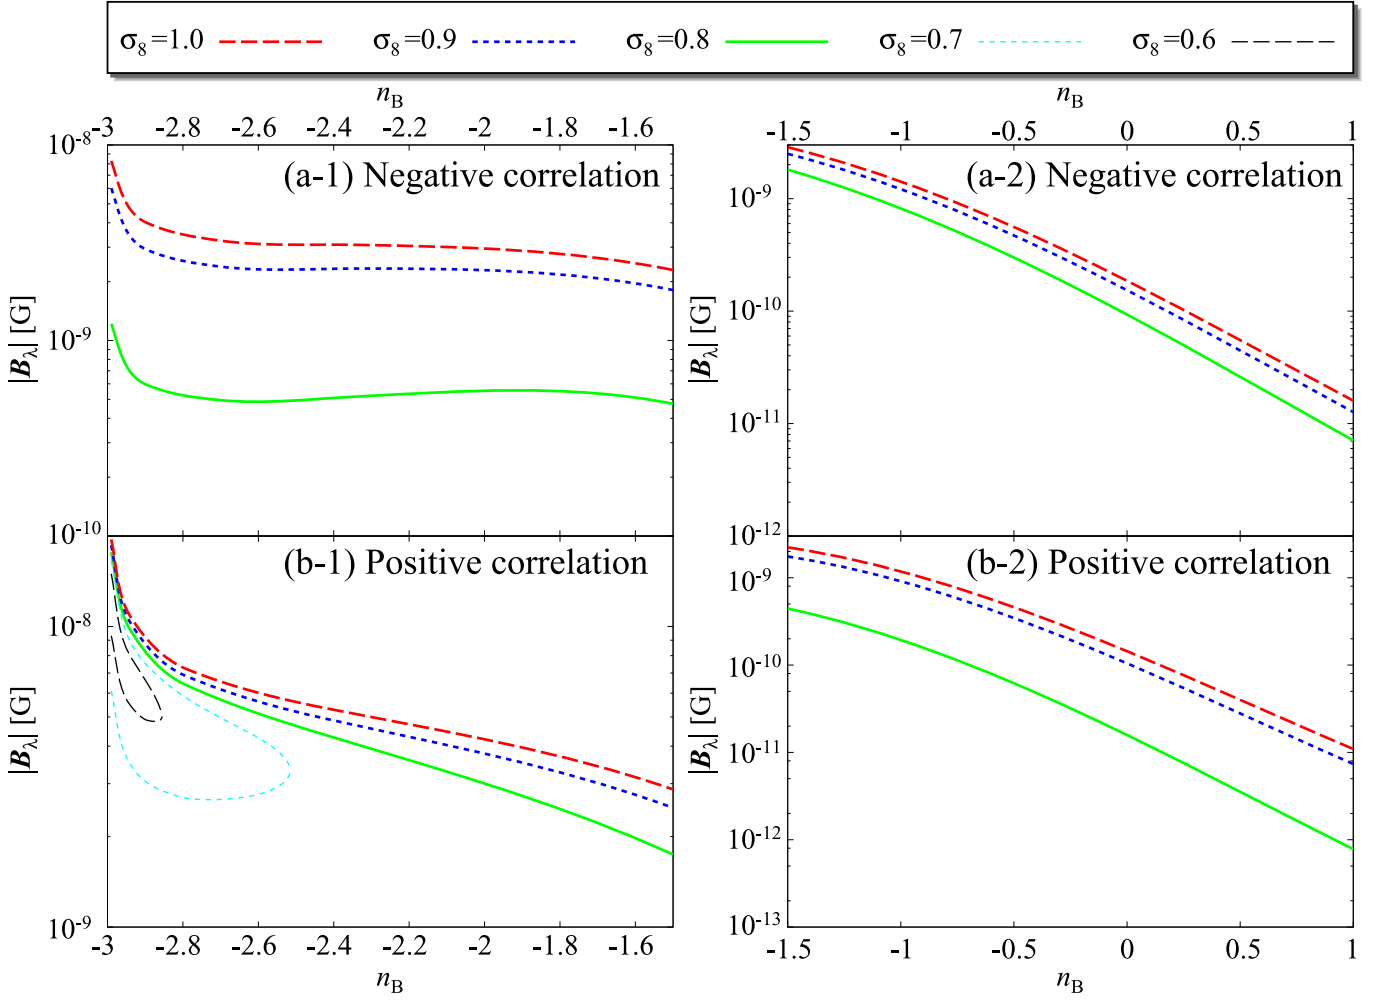 σ8=1.0 σ8=0.9 σ8=0.8 σ8=0.7 σ8=0.6
nB nB
-3 -2.8 -2.6 -2.4 -2.2 -2 -1.8 -1.6 -1.5 -1 -0.5 0 0.5 1
(a-1) Negative correlation
10-8
10-9
10-10
|Bλ| [G]
(a-2) Negative correlation
10-9
10-10
10-11
10-12
|Bλ| [G]
(b-1) Positive correlation
10-8
10-9
|Bλ| [G]
(b-2) Positive correlation
10-9
10-10
10-11
10-12
10-13
|Bλ| [G]
-3 -2.8 -2.6 -2.4 -2.2 -2 -1.8 -1.6 -1.5 -1 -0.5 0 0.5 1
nB nB